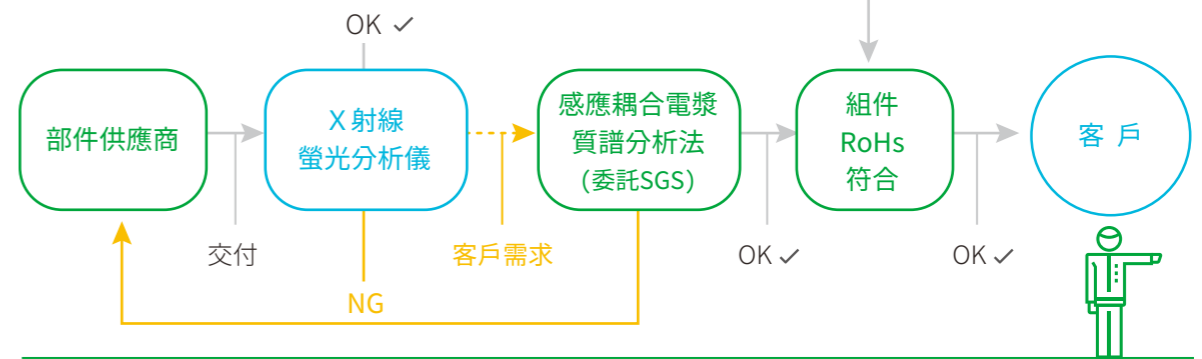 OK ✓
部件供應商
X 射線
螢光分析儀
感應耦合電漿
質譜分析法
(委託SGS)
組件
RoHs
符合
客 戶
交付
客戶需求
OK ✓
OK ✓
NG